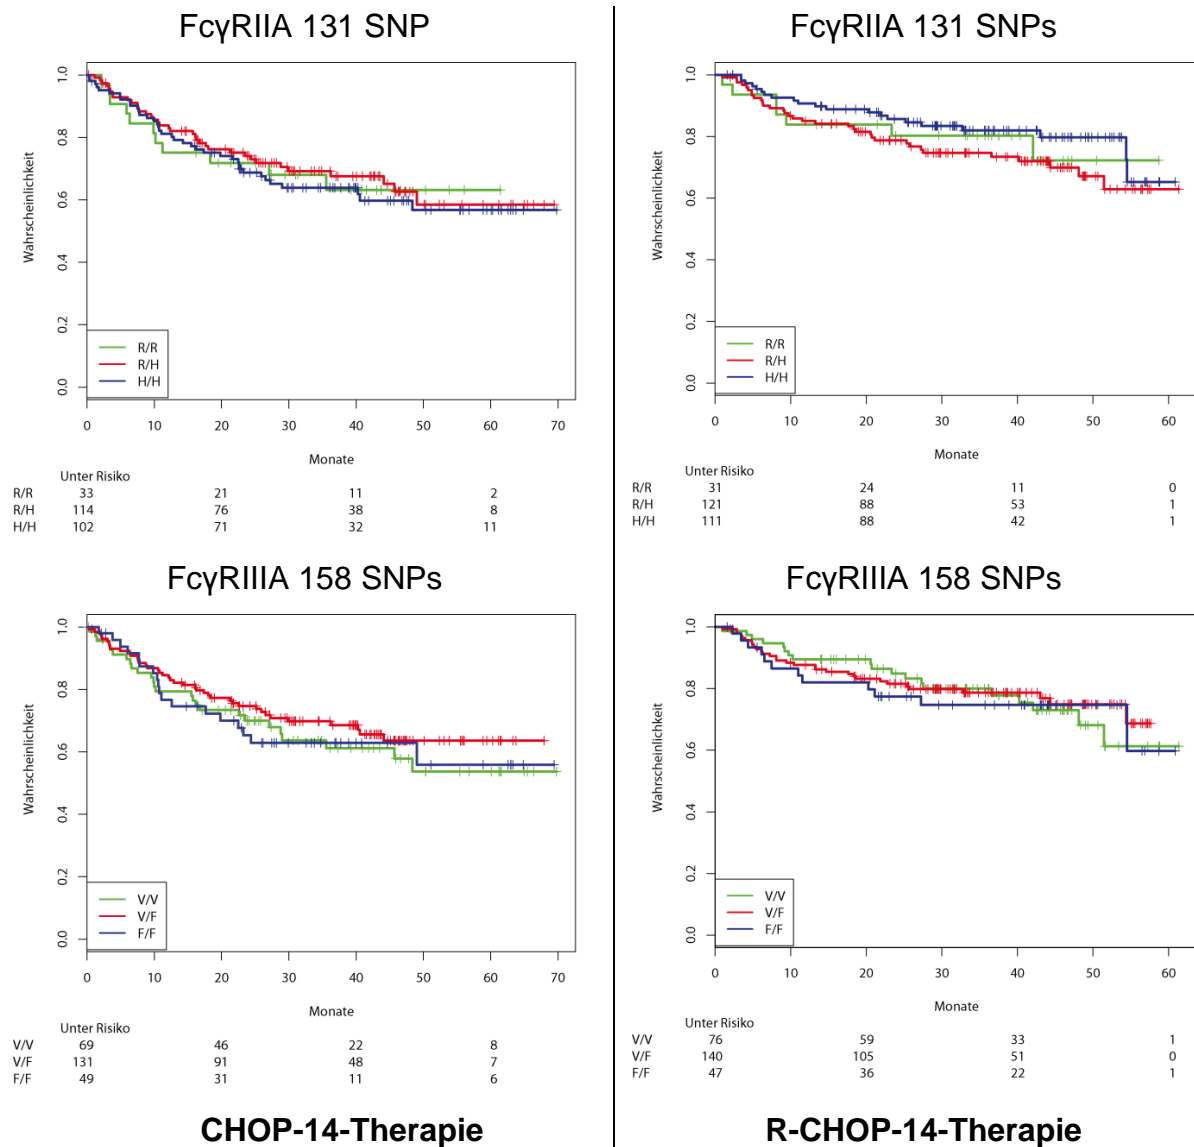 FcγRIIA 131 SNP
Wahrscheinlichkeit
1.0
0.8
0.6
0.4
0.2
0.0
R/R
R/H
H/H
0 10 20 30 40 50 60 70
Monate
Unter Risiko
R/R 33 21 11 2
R/H 114 76 38 8
H/H 102 71 32 11
FcγRIIA 131 SNPs
Wahrscheinlichkeit
1.0
0.8
0.6
0.4
0.2
0.0
R/R
R/H
H/H
0 10 20 30 40 50 60
Monate
Unter Risiko
R/R 31 24 11 0
R/H 121 88 53 1
H/H 111 88 42 1
FcγRIIIA 158 SNPs
Wahrscheinlichkeit
1.0
0.8
0.6
0.4
0.2
0.0
V/V
V/F
F/F
0 10 20 30 40 50 60 70
Monate
Unter Risiko
V/V 69 46 22 8
V/F 131 91 48 7
F/F 49 31 11 6
FcγRIIIA 158 SNPs
Wahrscheinlichkeit
1.0
0.8
0.6
0.4
0.2
0.0
V/V
V/F
F/F
0 10 20 30 40 50 60
Monate
Unter Risiko
V/V 76 59 33 1
V/F 140 105 51 0
F/F 47 36 22 1
CHOP-14-Therapie
R-CHOP-14-Therapie